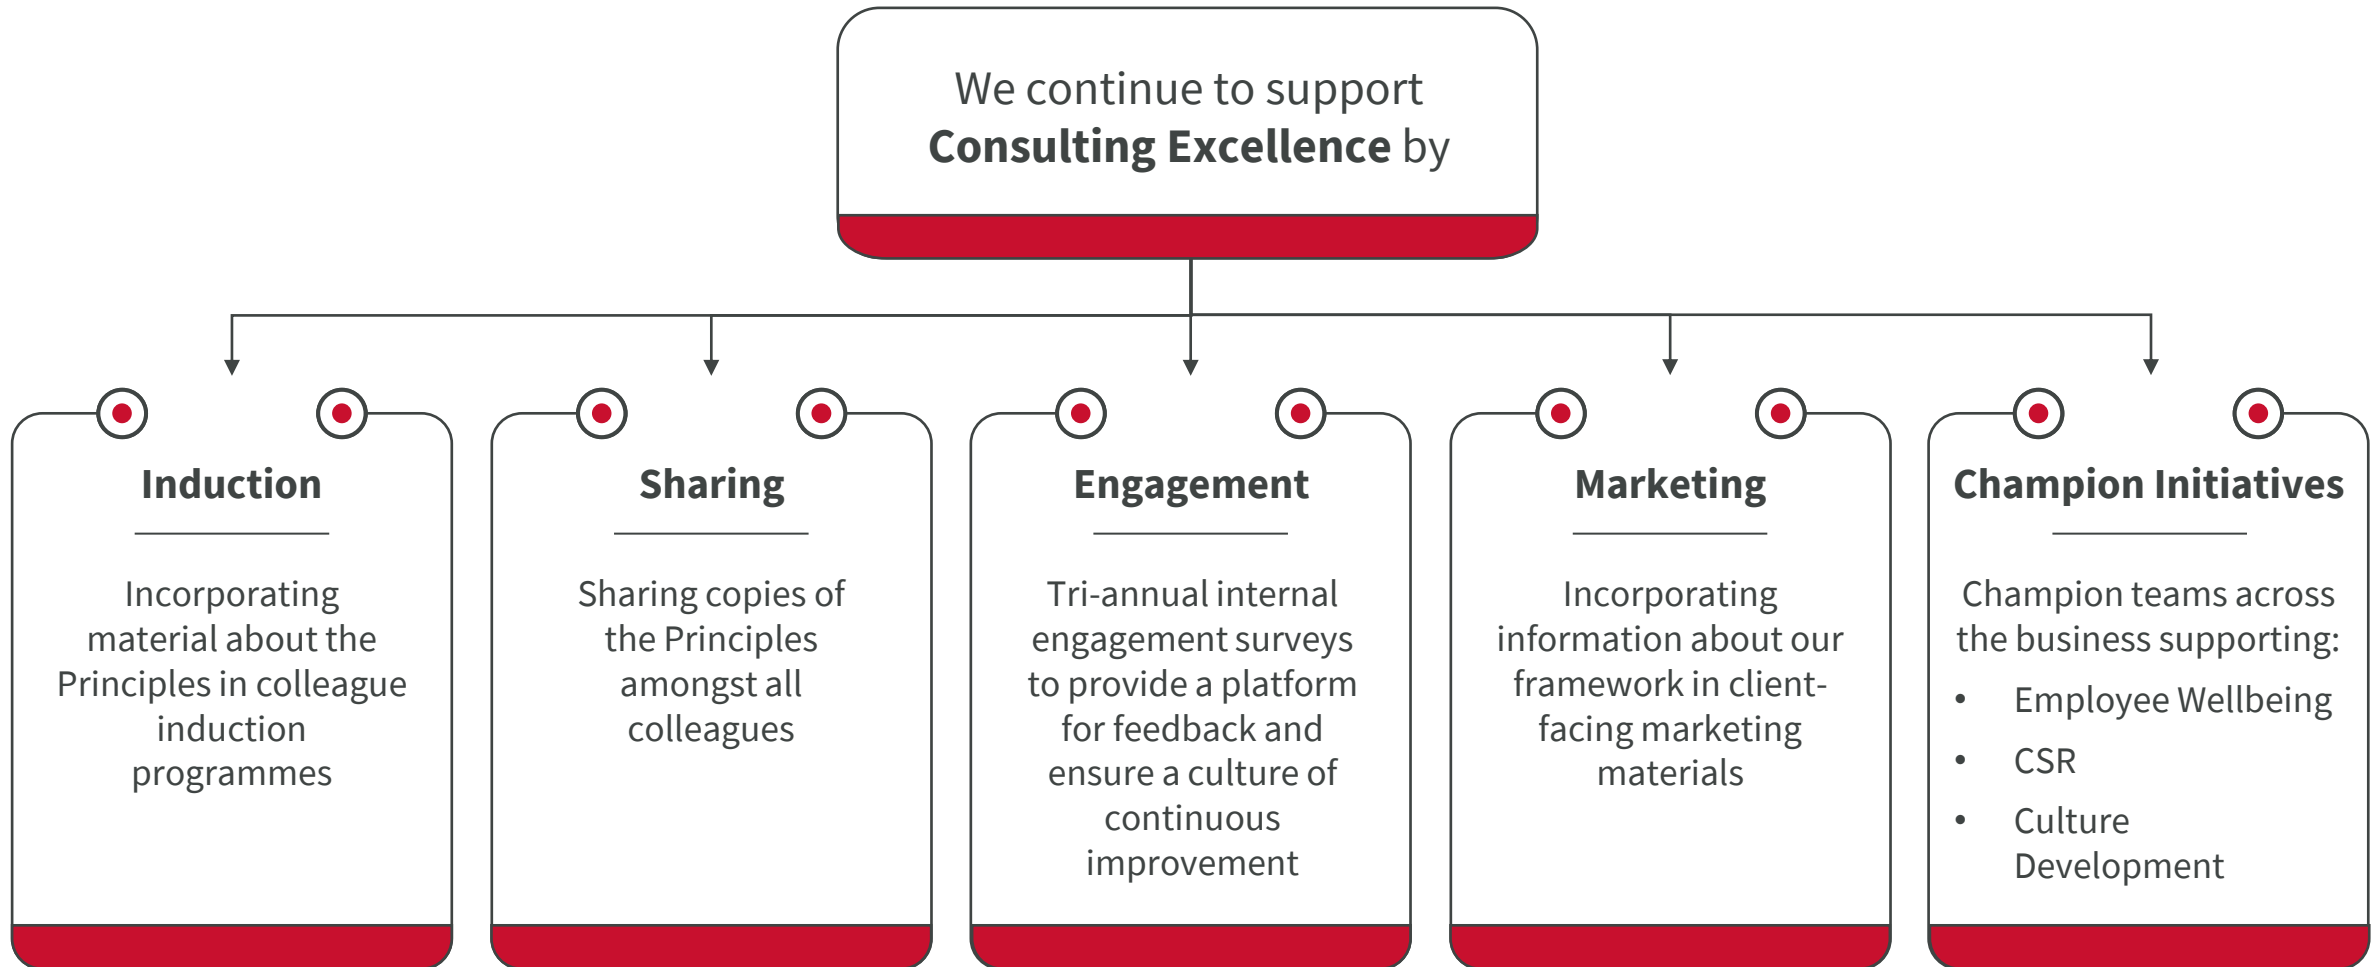 We continue to support
Consulting Excellence by
Induction
Incorporating
material about the
Principles in colleague
induction
programmes
Sharing
Sharing copies of
the Principles
amongst all
colleagues
Engagement
Tri-annual internal
engagement surveys
to provide a platform
for feedback and
ensure a culture of
continuous
improvement
Marketing
Incorporating
information about our
framework in client-
facing marketing
materials
Champion Initiatives
Champion teams across
the business supporting:
• Employee Wellbeing
• CSR
• Culture
Development